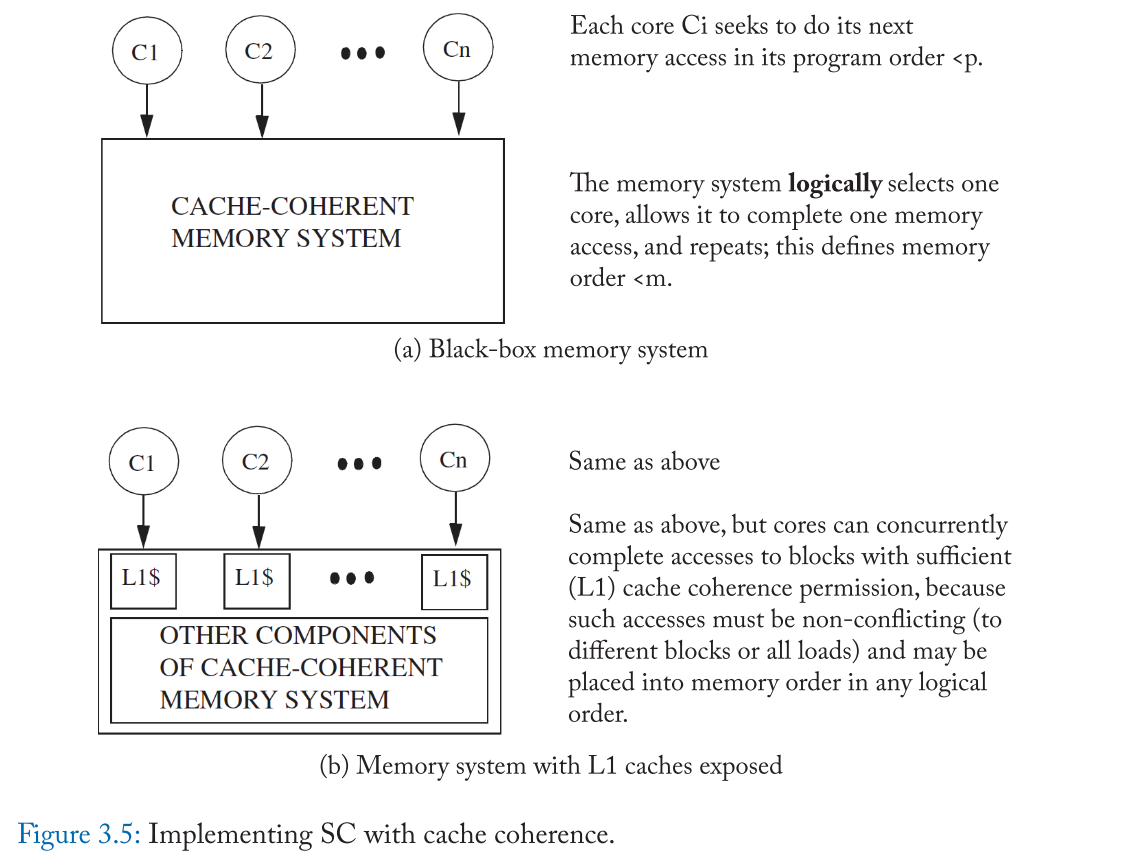 C1
C2
Cn
Each core Ci seeks to do its next
memory access in its program order <p.
CACHE-COHERENT
MEMORY SYSTEM
The memory system logically selects one
core, allows it to complete one memory
access, and repeats; this defines memory
order <m.
(a) Black-box memory system
C1
C2
Cn
Same as above
L1$
L1$
L1$
OTHER COMPONENTS
OF CACHE-COHERENT
MEMORY SYSTEM
Same as above, but cores can concurrently
complete accesses to blocks with sufficient
(L1) cache coherence permission, because
such accesses must be non-conflicting (to
different blocks or all loads) and may be
placed into memory order in any logical
order.
(b) Memory system with L1 caches exposed
Figure 3.5: Implementing SC with cache coherence.